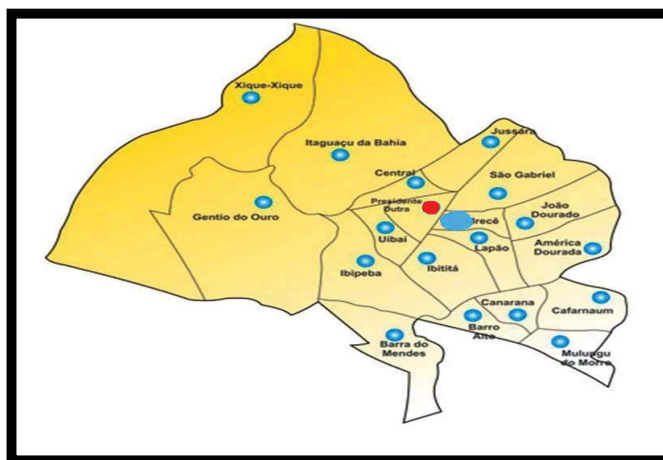 Xique-Xique
Jussara
Itaguaçu da Bahia
Central
São Gabriel
Presidente
Dutra
João
Dourado
Gentio do Ouro
Irecê
Uibaí
Lapão
América
Dourada
Ibipeba
Ibititá
Canarana
Cafarnaum
Barro
Alto
Barra do
Mendes
Mulungu
do Morro